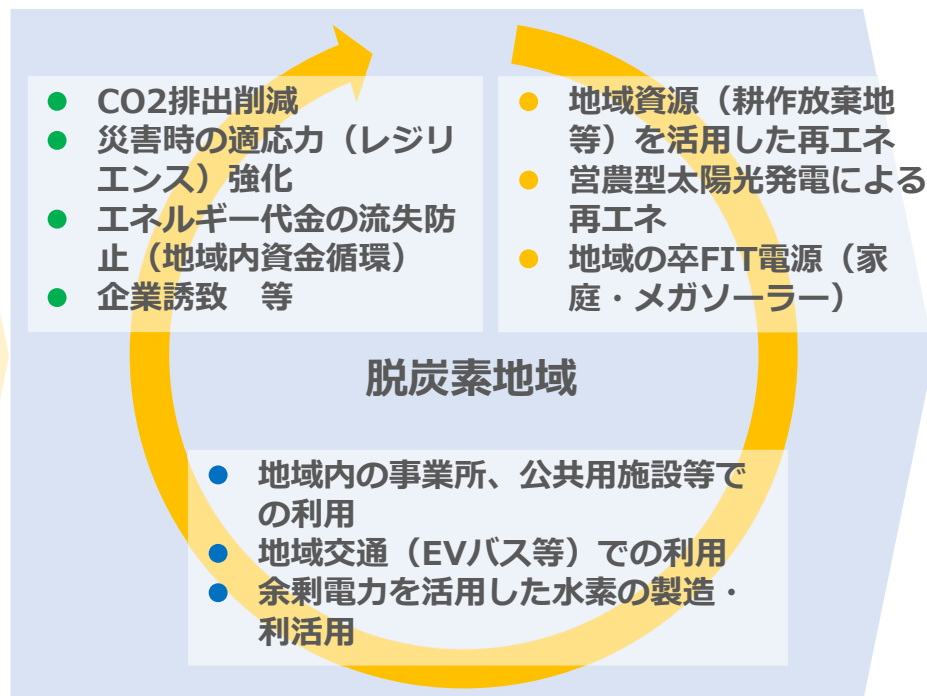 ● CO2排出削減
● 災害時の適応力（レジリ
エンス）強化
● エネルギー代金の流失防
止（地域内資金循環）
● 企業誘致　等
● 地域資源（耕作放棄地
等）を活用した再エネ
● 営農型太陽光発電による
再エネ
● 地域の卒FIT電源（家
庭・メガソーラー）
脱炭素地域
● 地域内の事業所、公共用施設等で
の利用
● 地域交通（EVバス等）での利用
● 余剰電力を活用した水素の製造・
利活用